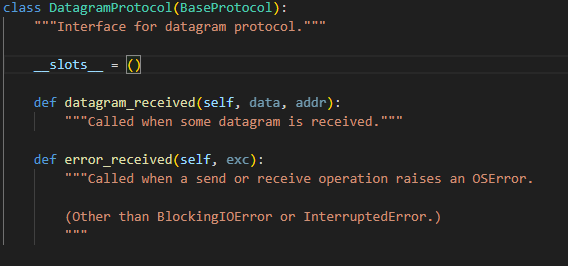 class DatagramProtocol(BaseProtocol):
    """Interface for datagram protocol."""
    __slots__ = ()
    def datagram_received(self, data, addr):
        """Called when some datagram is received."""
    def error_received(self, exc):
        """Called when a send or receive operation raises an OSError.
        (Other than BlockingIOError or InterruptedError.)
        """